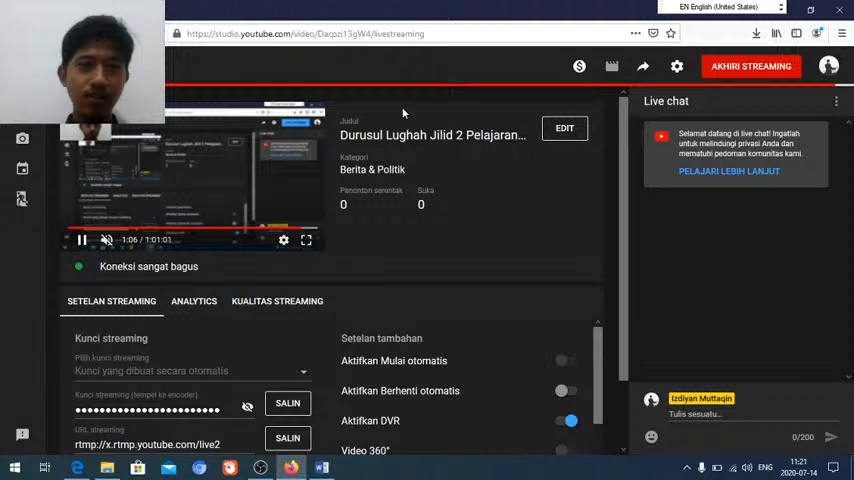 EN English (United States)
https://studio.youtube.com/video/Dacpzi13gW4/livestreaming
AKHIRI STREAMING
Judul
Durusul Lughah Jilid 2 Pelajaran...
EDIT
Kategori
Berita & Politik
Penonton serentak
Suka
0
0
1:06 / 1:01:01
Koneksi sangat bagus
SETELAN STREAMING
ANALYTICS
KUALITAS STREAMING
Kunci streaming
Pilih kunci streaming
Kunci yang dibuat secara otomatis
Kunci streaming (tempel ke encoder)
SALIN
URL streaming
rtmp://x.rtmp.youtube.com/live2
SALIN
Setelan tambahan
Aktifkan Mulai otomatis
Aktifkan Berhenti otomatis
Aktifkan DVR
Video 360°
Live chat
Selamat datang di live chat! Ingatlah
untuk melindungi privasi Anda dan
mematuhi pedoman komunitas kami.
PELAJARI LEBIH LANJUT
Izdiyan Muttaqin
Tulis sesuatu...
0/200
ENG
11:21
2020-07-14